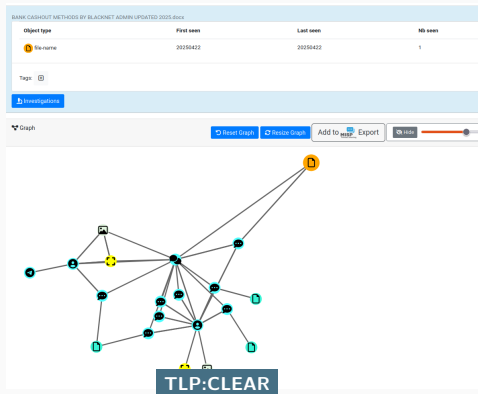 BANK CASHOUT METHODS BY BLACKNET ADMIN UPDATED 2025.docx
Object type First seen Last seen Nb seen
file-name 20250422 20250422 1
Tags:
Investigations
Graph Reset Graph Resize Graph Add to MISP Export Hide
TLP:CLEAR